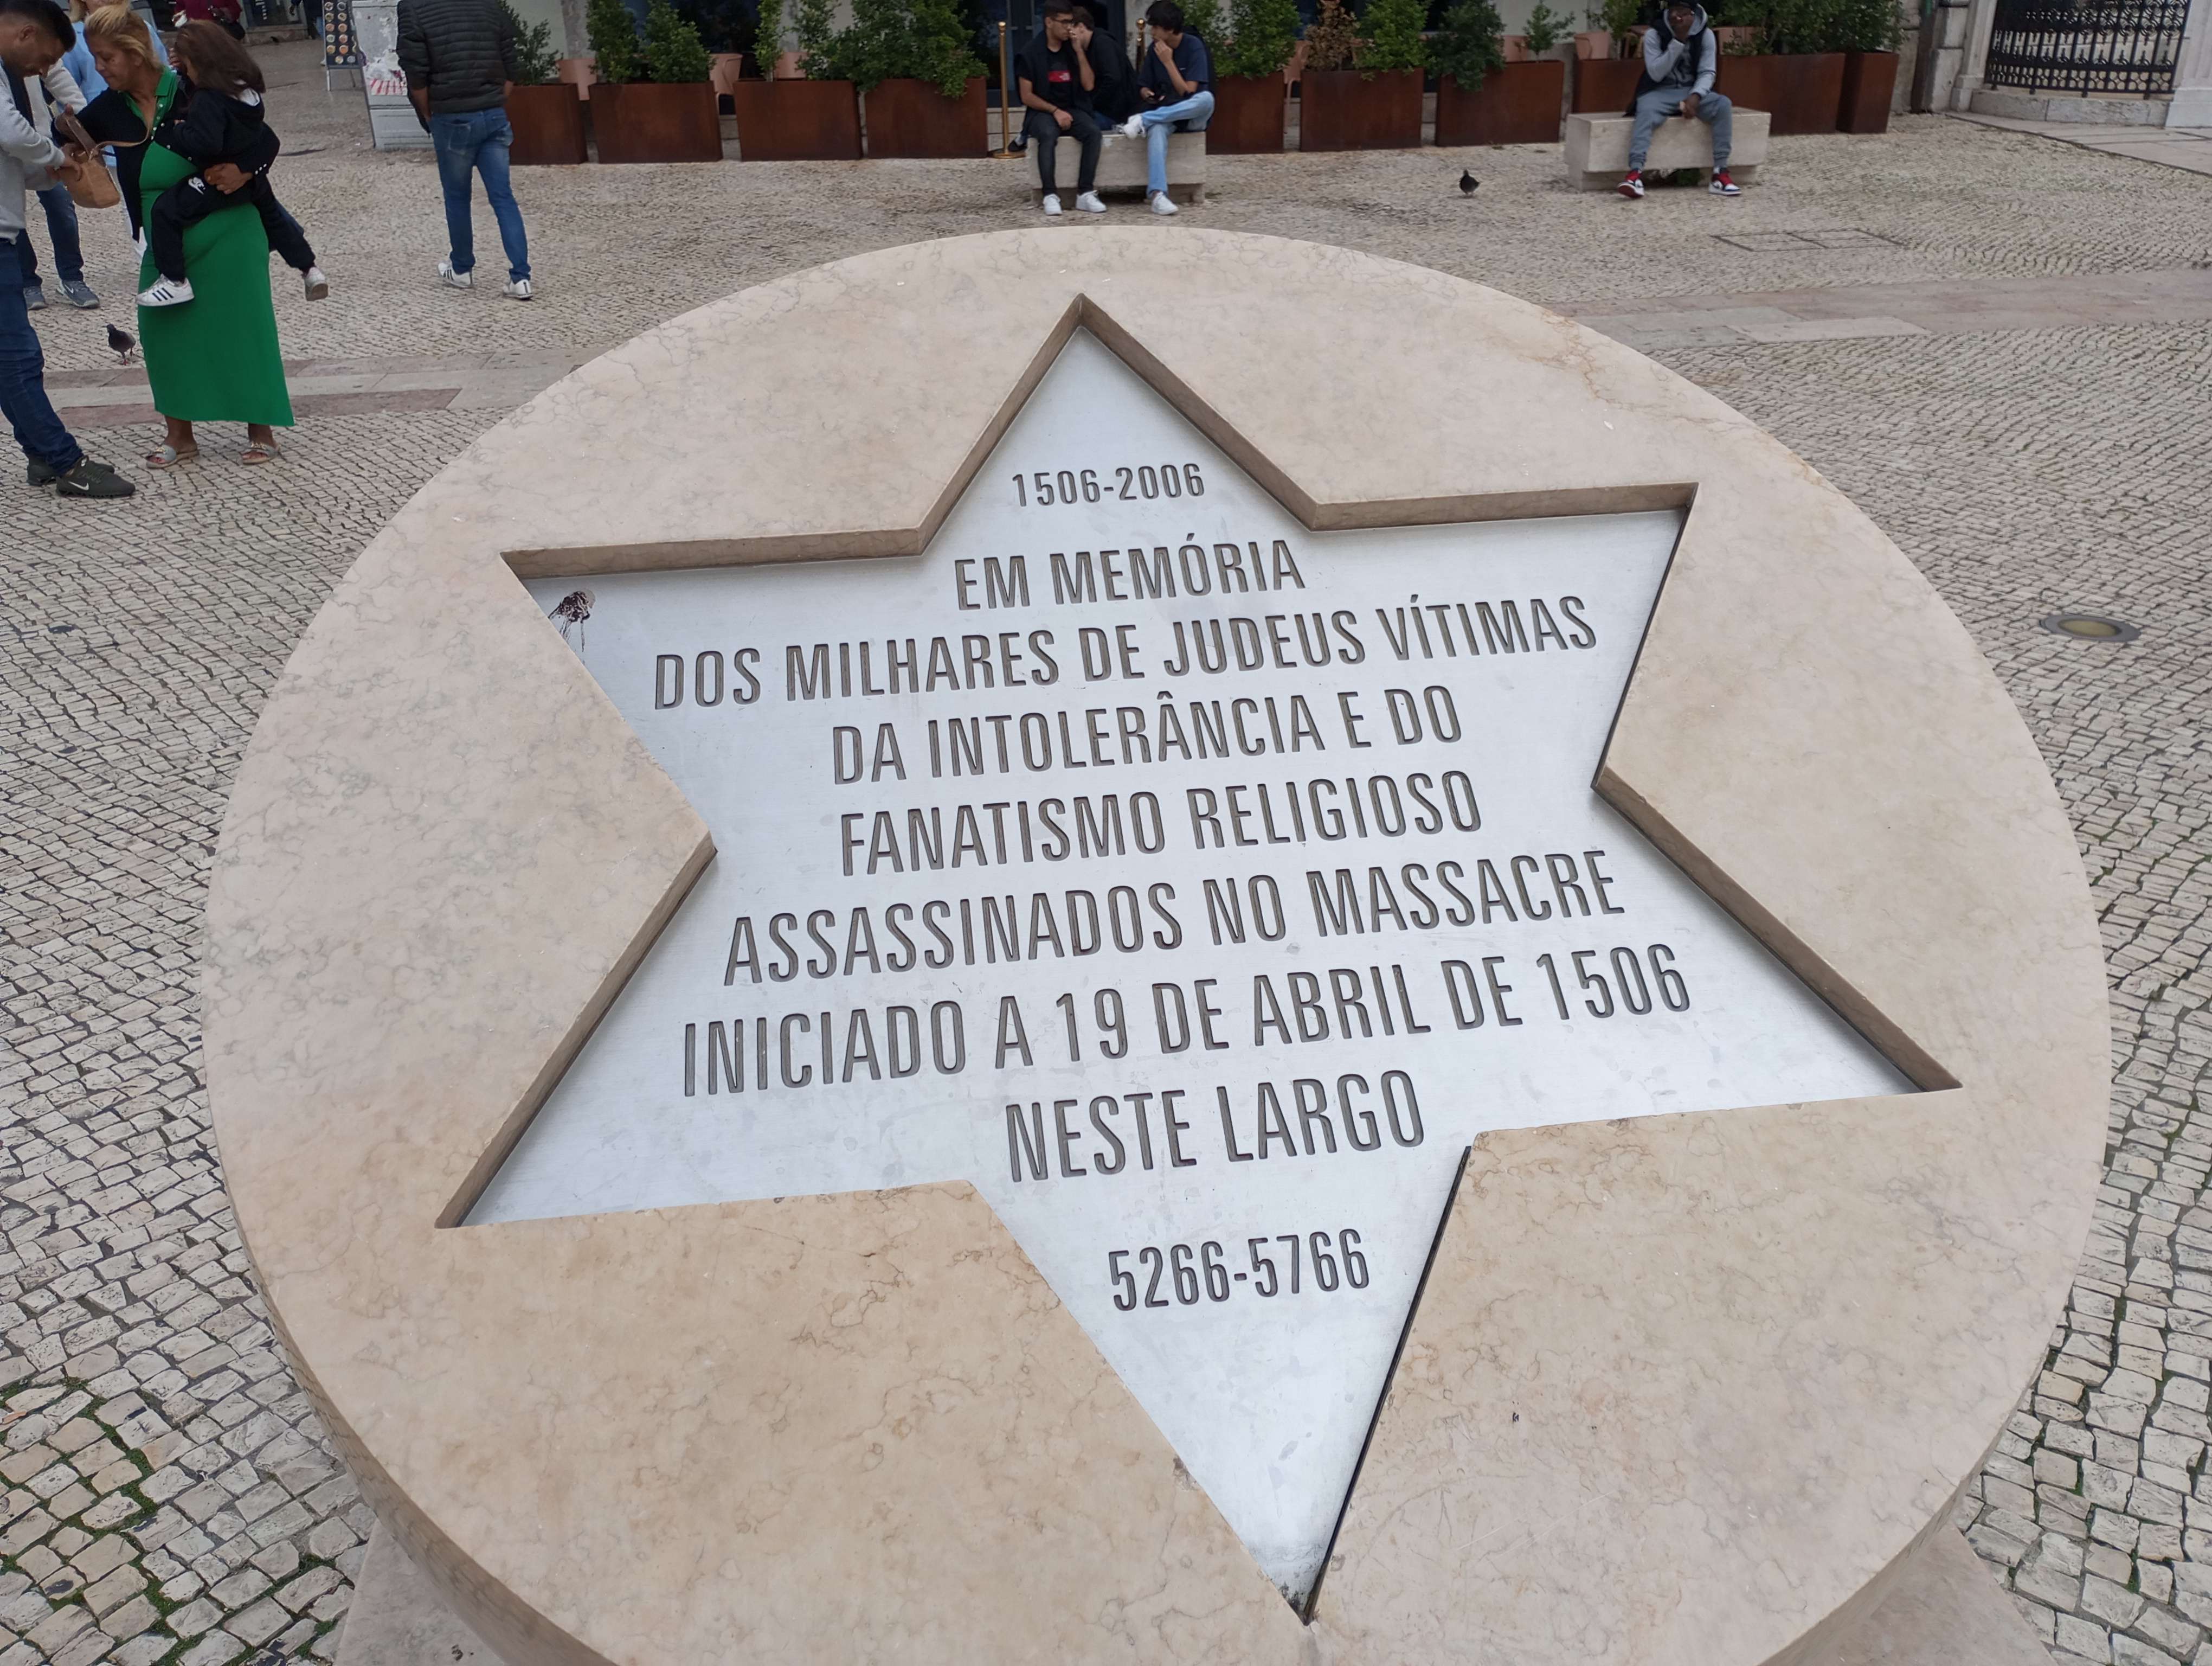 1506-2006
EM MEMÓRIA
DOS MILHARES DE JUDEUS VÍTIMAS
DA INTOLERÂNCIA E DO
FANATISMO RELIGIOSO
ASSASSINADOS NO MASSACRE
INICIADO A 19 DE ABRIL DE 1506
NESTE LARGO
5266-5766